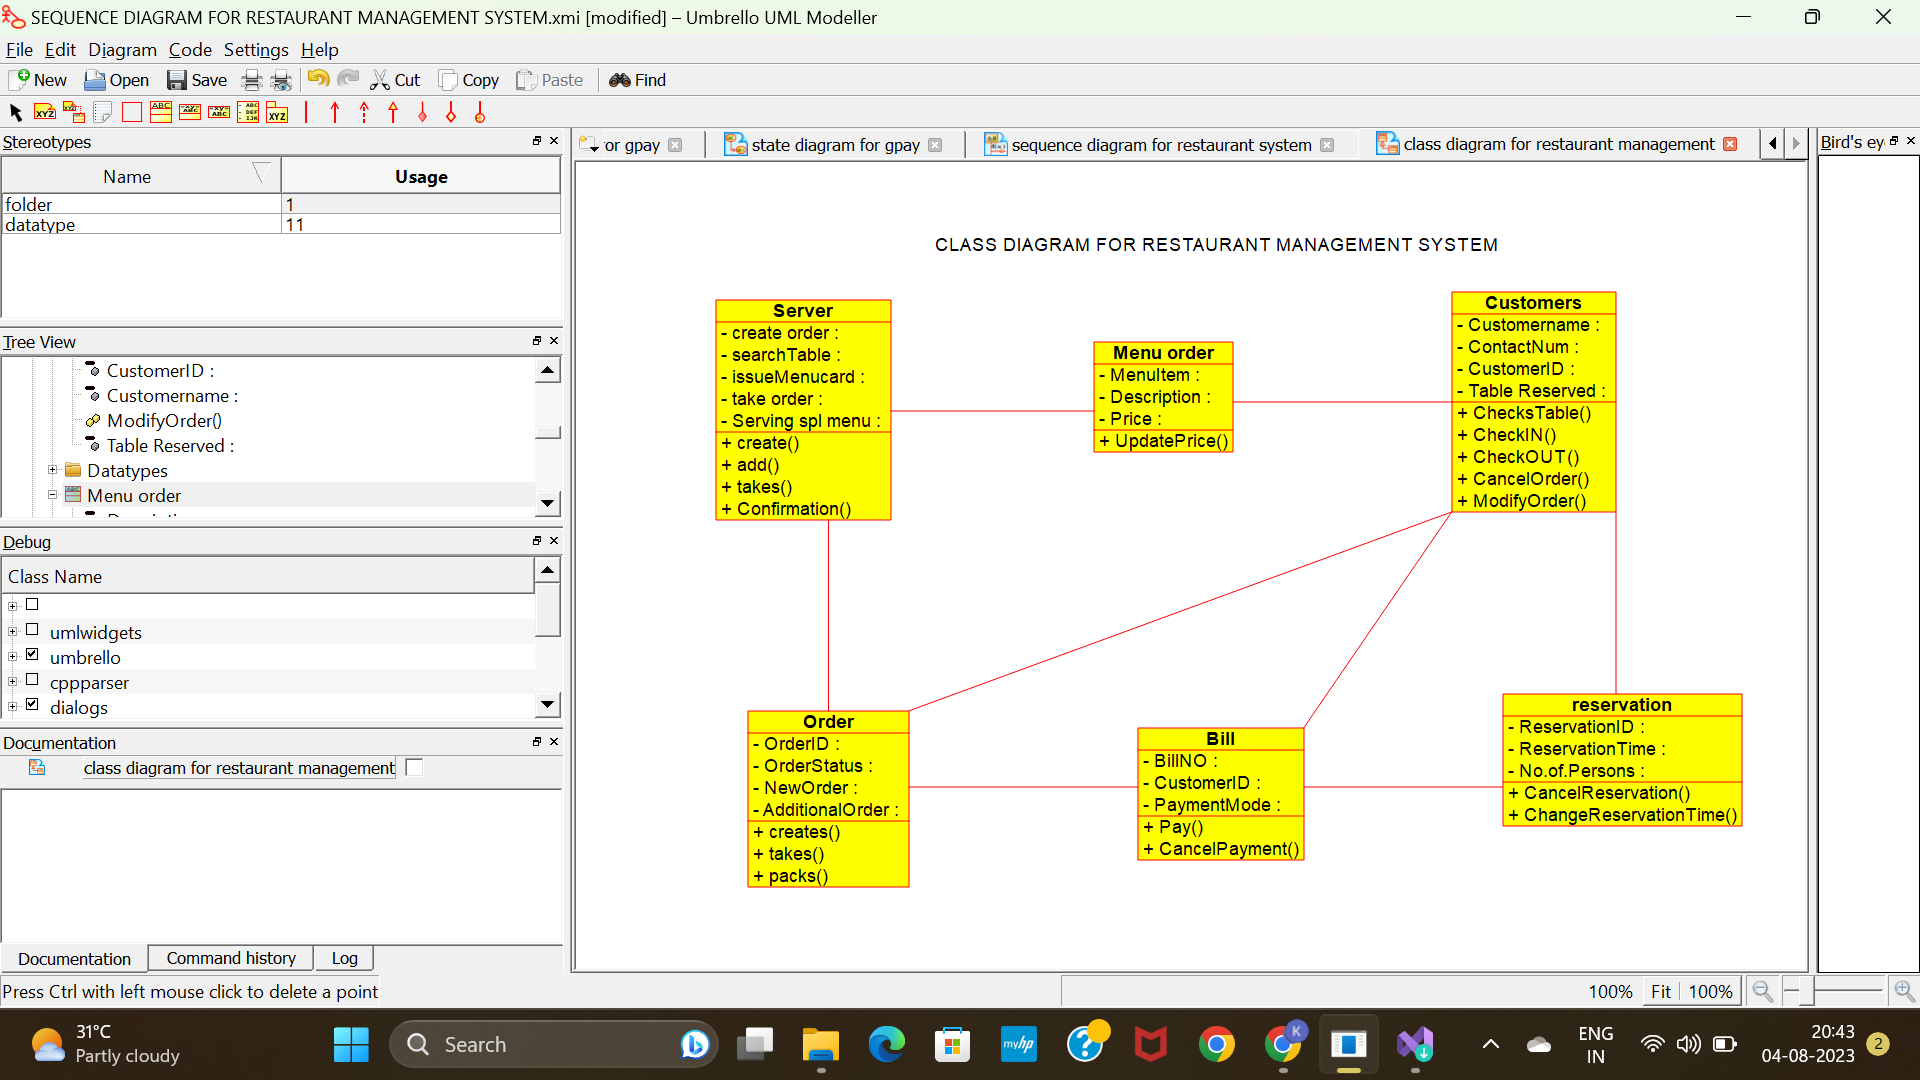 SEQUENCE DIAGRAM FOR RESTAURANT MANAGEMENT SYSTEM.xmi [modified] – Umbrello UML Modeller
File Edit Diagram Code Settings Help
New Open Save Cut Copy Paste Find
Stereotypes
Name Usage
folder 1
datatype 11
Tree View
CustomerID :
Customername :
ModifyOrder()
Table Reserved :
Datatypes
Menu order
Debug
Class Name
umlwidgets
umbrello
cppparser
dialogs
Documentation
class diagram for restaurant management
Documentation Command history Log
Press Ctrl with left mouse click to delete a point
or gpay
state diagram for gpay
sequence diagram for restaurant system
class diagram for restaurant management
Bird's ey
CLASS DIAGRAM FOR RESTAURANT MANAGEMENT SYSTEM
Server
- create order :
- searchTable :
- issueMenucard :
- take order :
- Serving spl menu :
+ create()
+ add()
+ takes()
+ Confirmation()
Menu order
- MenuItem :
- Description :
- Price :
+ UpdatePrice()
Customers
- Customername :
- ContactNum :
- CustomerID :
- Table Reserved :
+ ChecksTable()
+ CheckIN()
+ CheckOUT()
+ CancelOrder()
+ ModifyOrder()
Order
- OrderID :
- OrderStatus :
- NewOrder :
- AdditionalOrder :
+ creates()
+ takes()
+ packs()
Bill
- BillNO :
- CustomerID :
- PaymentMode :
+ Pay()
+ CancelPayment()
reservation
- ReservationID :
- ReservationTime :
- No.of.Persons :
+ CancelReservation()
+ ChangeReservationTime()
100% Fit 100%
31°C
Partly cloudy
Search
myhp
K
ENG
IN
20:43
04-08-2023
2